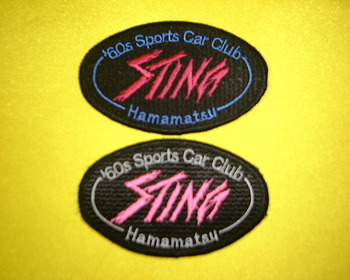 '60s Sports Car Club
STING
Hamamatsu
'60s Sports Car Club
STING
Hamamatsu